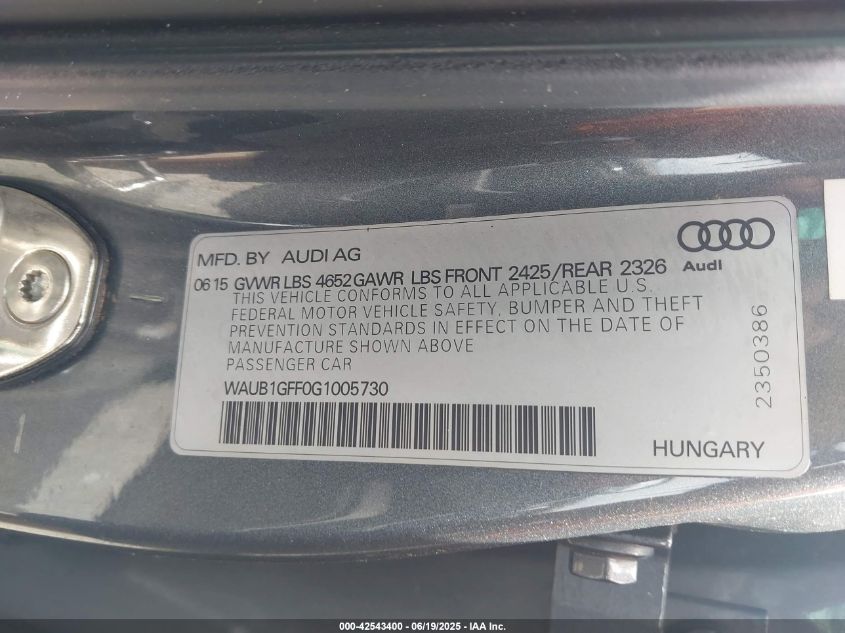 MFD. BY AUDI AG
Audi
06 15 GVWR LBS 4652 GAWR LBS FRONT 2425/REAR 2326
THIS VEHICLE CONFORMS TO ALL APPLICABLE U.S.
FEDERAL MOTOR VEHICLE SAFETY, BUMPER AND THEFT
PREVENTION STANDARDS IN EFFECT ON THE DATE OF
MANUFACTURE SHOWN ABOVE
PASSENGER CAR
WAUB1GFF0G1005730
HUNGARY
2350386
000-42543400 - 06/19/2025 - IAA Inc.